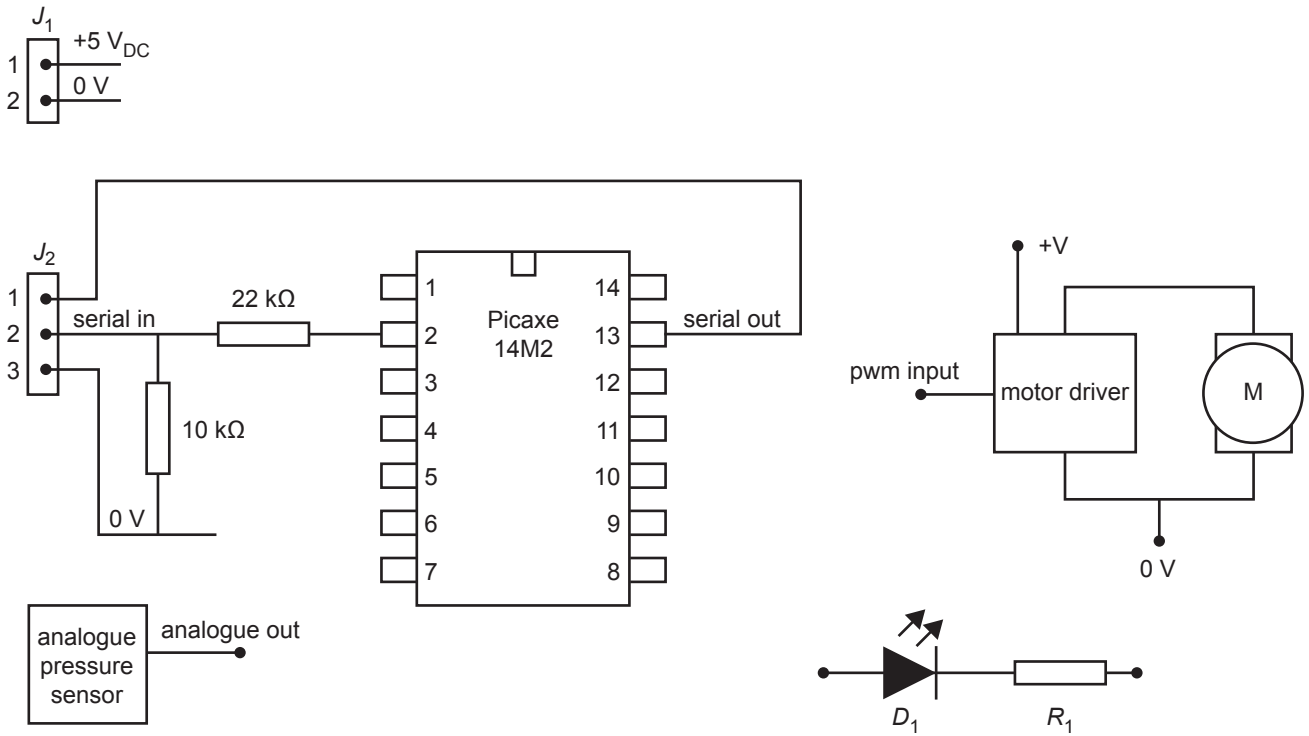 J1
+5 VDC
1
0 V
2
J2
1
serial in
2
3
22 kΩ
10 kΩ
0 V
Picaxe
14M2
1
2
3
4
5
6
7
14
13
12
11
10
9
8
serial out
+V
pwm input
motor driver
M
0 V
analogue
pressure
sensor
analogue out
D1
R1